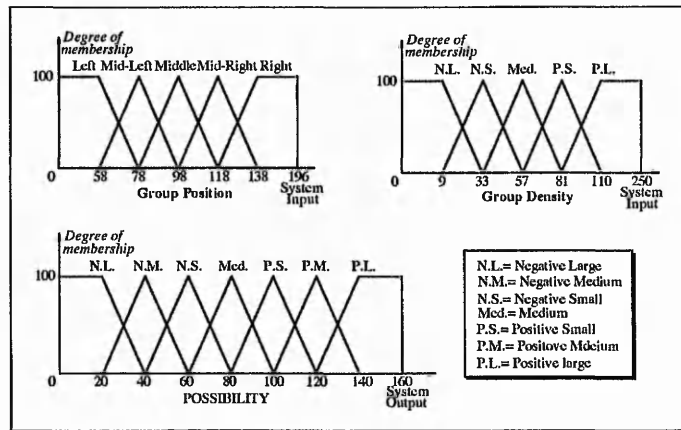 Degree of
membership
Left Mid-Left Middle Mid-Right Right
100
0 58 78 98 118 138 196
Group Position
System
Input
Degree of
membership
N.L. N.S. Med. P.S. P.L.
100
0 9 33 57 81 110 250
Group Density
System
Input
Degree of
membership
N.L. N.M. N.S. Med. P.S. P.M. P.L.
100
0 20 40 60 80 100 120 140 160
POSSIBILITY
System
Output
N.L.= Negative Large
N.M.= Negative Medium
N.S.= Negative Small
Med.= Medium
P.S.= Positive Small
P.M.= Positove Mdcium
P.L.= Positive large